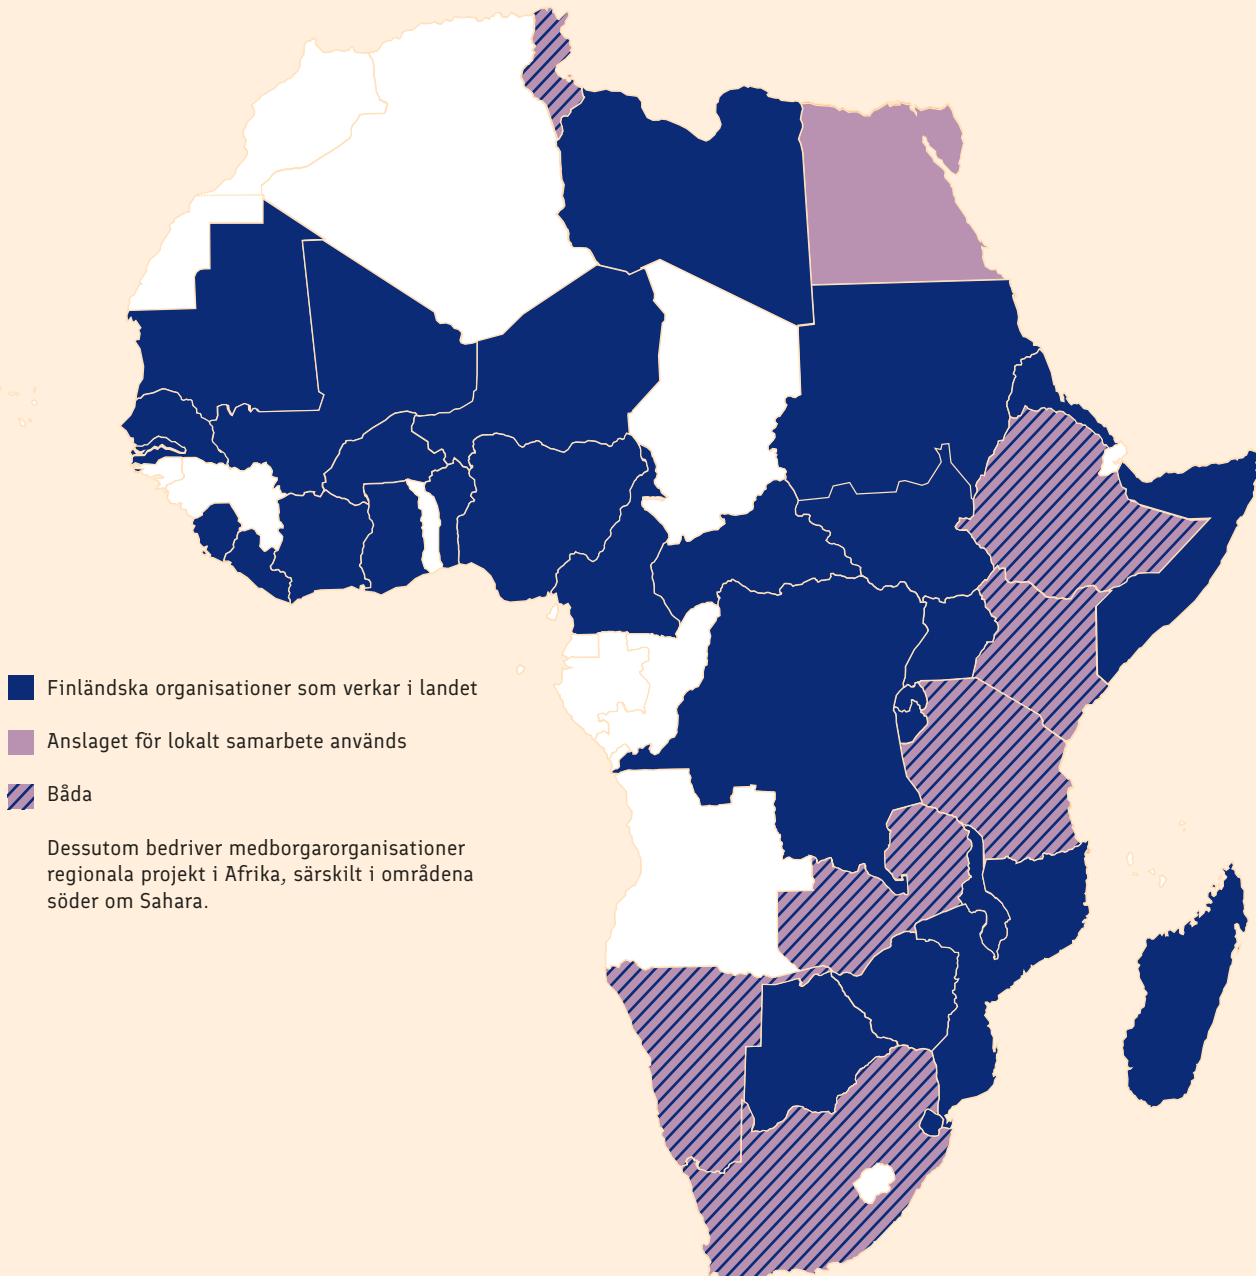 Finländska organisationer som verkar i landet
Anslaget för lokalt samarbete används
Båda
Dessutom bedriver medborgarorganisationer
regionala projekt i Afrika, särskilt i områdena
söder om Sahara.